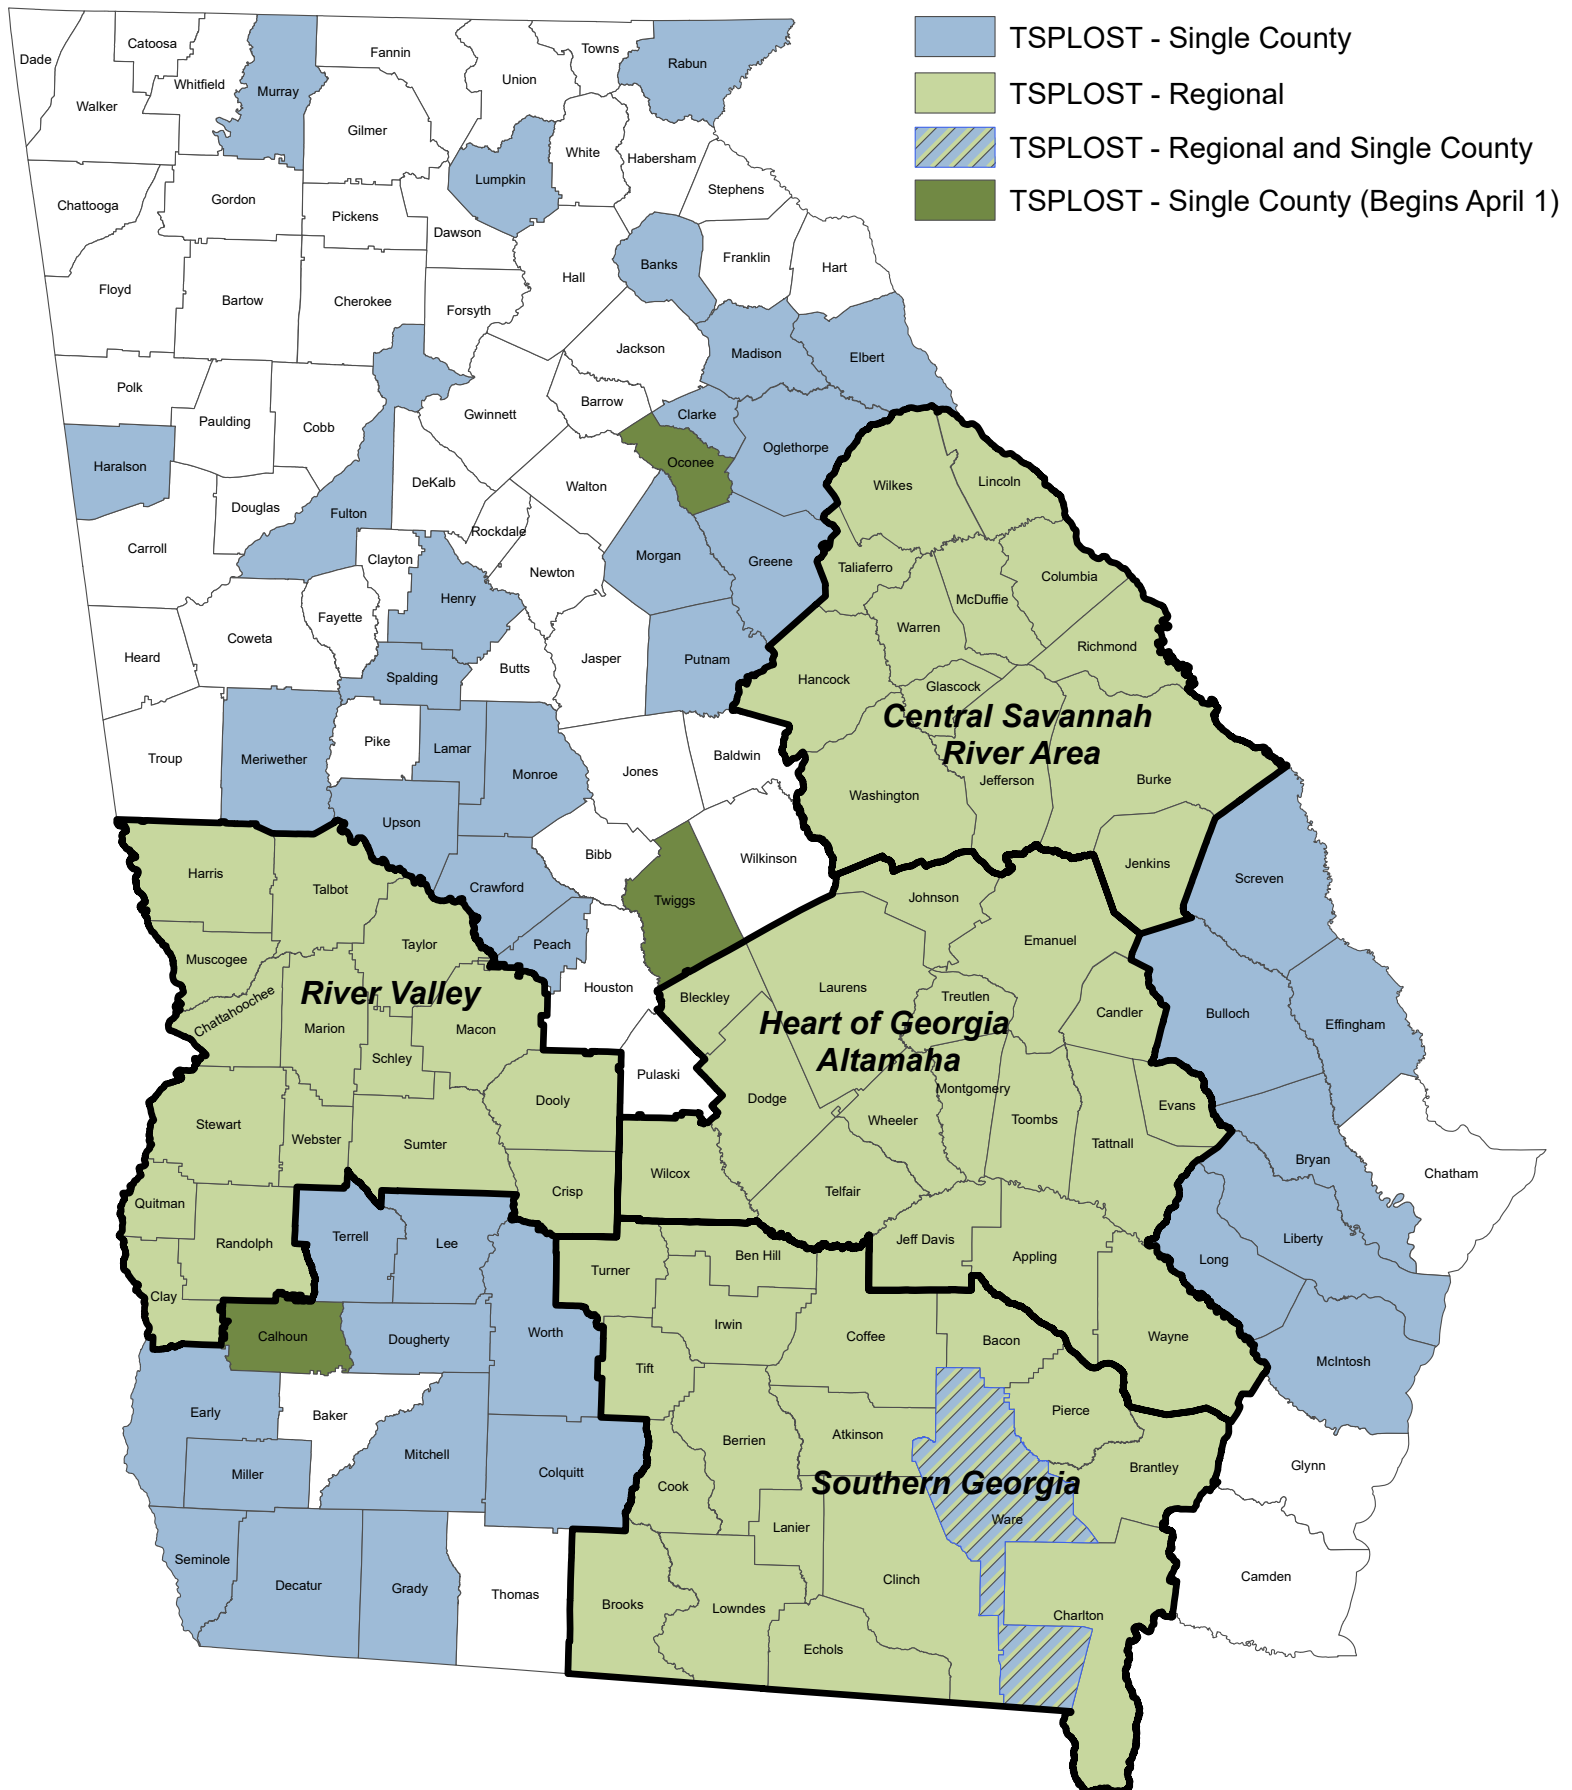 TSPLOST - Single County
TSPLOST - Regional
TSPLOST - Regional and Single County
TSPLOST - Single County (Begins April 1)
Dade
Catoosa
Walker
Whitfield
Murray
Fannin
Union
Towns
Rabun
Gilmer
White
Habersham
Lumpkin
Stephens
Chattooga
Gordon
Pickens
Dawson
Banks
Franklin
Hart
Hall
Floyd
Bartow
Cherokee
Forsyth
Jackson
Madison
Elbert
Polk
Paulding
Cobb
Gwinnett
Barrow
Clarke
Oglethorpe
Haralson
Oconee
Douglas
Fulton
DeKalb
Walton
Wilkes
Lincoln
Carroll
Clayton
Rockdale
Newton
Morgan
Greene
Taliaferro
Columbia
McDuffie
Henry
Fayette
Coweta
Warren
Richmond
Heard
Spalding
Butts
Jasper
Putnam
Hancock
Glascock
Central Savannah
River Area
Troup
Meriwether
Pike
Lamar
Monroe
Jones
Baldwin
Washington
Jefferson
Burke
Upson
Bibb
Wilkinson
Jenkins
Screven
Harris
Talbot
Crawford
Twiggs
Johnson
Emanuel
Taylor
Peach
Muscogee
Houston
Bleckley
Laurens
Treutlen
Candler
Bulloch
Effingham
River Valley
Chattahoochee
Marion
Macon
Schley
Heart of Georgia
Altamaha
Pulaski
Dodge
Montgomery
Wheeler
Toombs
Evans
Tattnall
Dooly
Stewart
Webster
Sumter
Bryan
Chatham
Wilcox
Crisp
Telfair
Quitman
Randolph
Terrell
Lee
Jeff Davis
Appling
Long
Liberty
Turner
Ben Hill
Clay
Calhoun
Dougherty
Worth
Irwin
Coffee
Bacon
Wayne
McIntosh
Tift
Early
Baker
Pierce
Atkinson
Berrien
Miller
Mitchell
Colquitt
Cook
Southern Georgia
Brantley
Glynn
Lanier
Ware
Seminole
Decatur
Grady
Thomas
Brooks
Lowndes
Clinch
Camden
Charlton
Echols